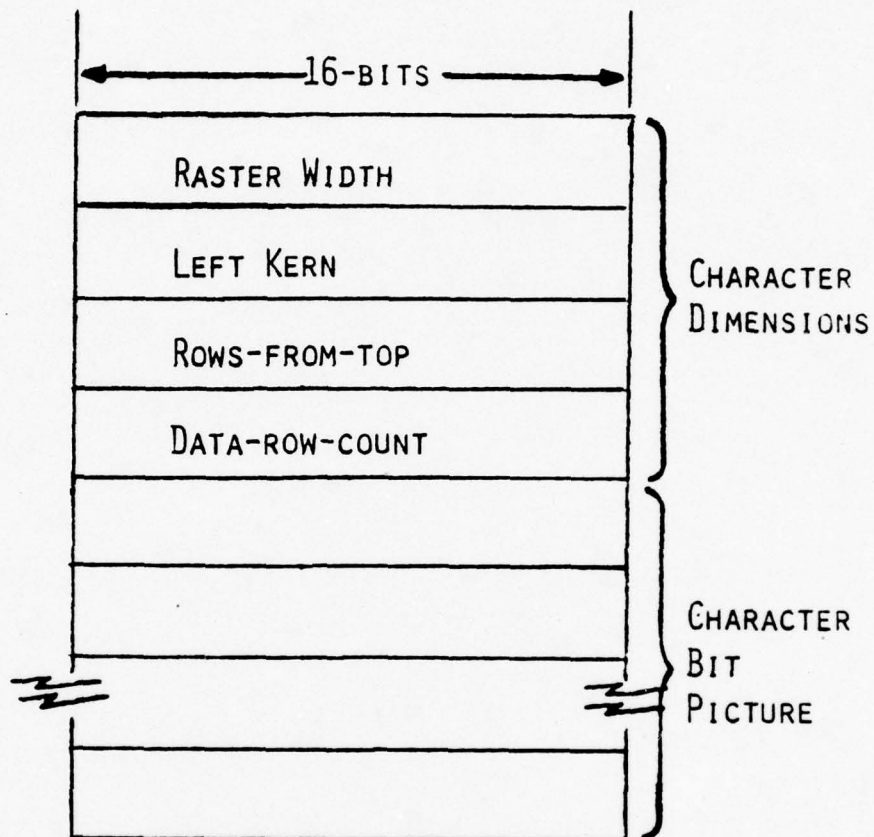 16-BITS
RASTER WIDTH
LEFT KERN
ROWS-FROM-TOP
DATA-ROW-COUNT
CHARACTER
DIMENSIONS
CHARACTER
BIT
PICTURE